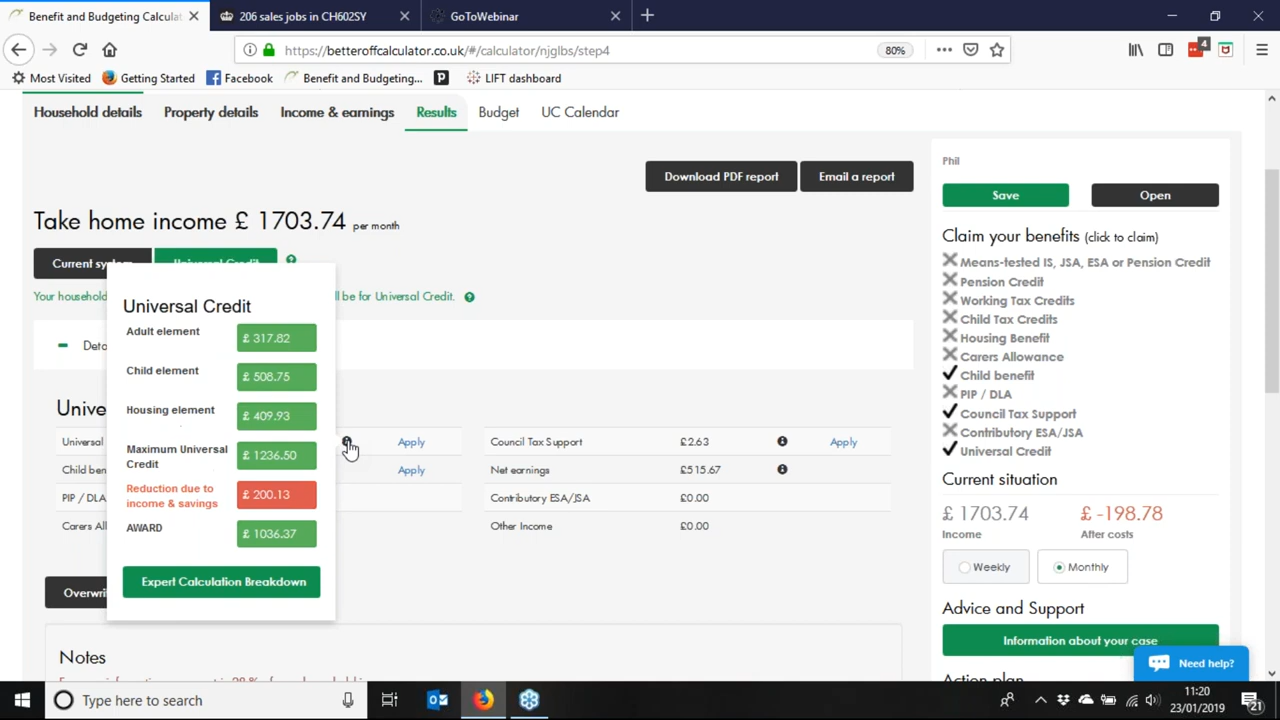 Benefit and Budgeting Calculat
206 sales jobs in CH602SY
GoToWebinar
https://betteroffcalculator.co.uk/#/calculator/njglbs/step4
80%
4
Most Visited
Getting Started
Facebook
Benefit and Budgeting...
LIFT dashboard
Household details
Property details
Income & earnings
Results
Budget
UC Calendar
Download PDF report
Email a report
Take home income £ 1703.74 per month
Current sy
Universal Credit
Your household
ll be for Universal Credit.
Deta
Universal Credit
Adult element
£ 317.82
Child element
£ 508.75
Housing element
£ 409.93
Maximum Universal Credit
£ 1236.50
Reduction due to income & savings
£ 200.13
AWARD
£ 1036.37
Expert Calculation Breakdown
Unive
Universal
Apply
Child ben
Apply
PIP / DLA
Carers All
Council Tax Support
£2.63
Apply
Net earnings
£515.67
Contributory ESA/JSA
£0.00
Other Income
£0.00
Overwri
Notes
Phil
Save
Open
Claim your benefits (click to claim)
Means-tested IS, JSA, ESA or Pension Credit
Pension Credit
Working Tax Credits
Child Tax Credits
Housing Benefit
Carers Allowance
Child benefit
PIP / DLA
Council Tax Support
Contributory ESA/JSA
Universal Credit
Current situation
£ 1703.74
£ -198.78
Income
After costs
Weekly
Monthly
Advice and Support
Information about your case
Need help?
Action plan
Type here to search
11:20
23/01/2019
21